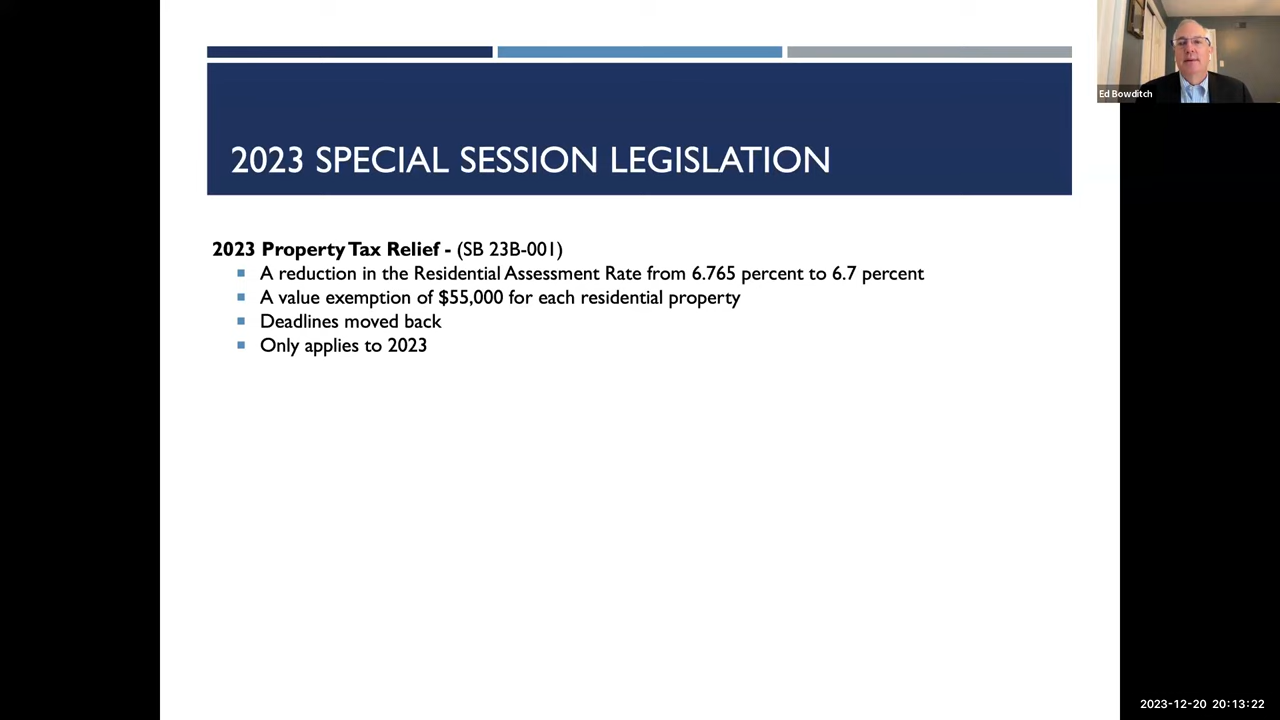 Ed Bowditch
2023 SPECIAL SESSION LEGISLATION
2023 Property Tax Relief - (SB 23B-001)
A reduction in the Residential Assessment Rate from 6.765 percent to 6.7 percent
A value exemption of $55,000 for each residential property
Deadlines moved back
Only applies to 2023
2023-12-20 20:13:22